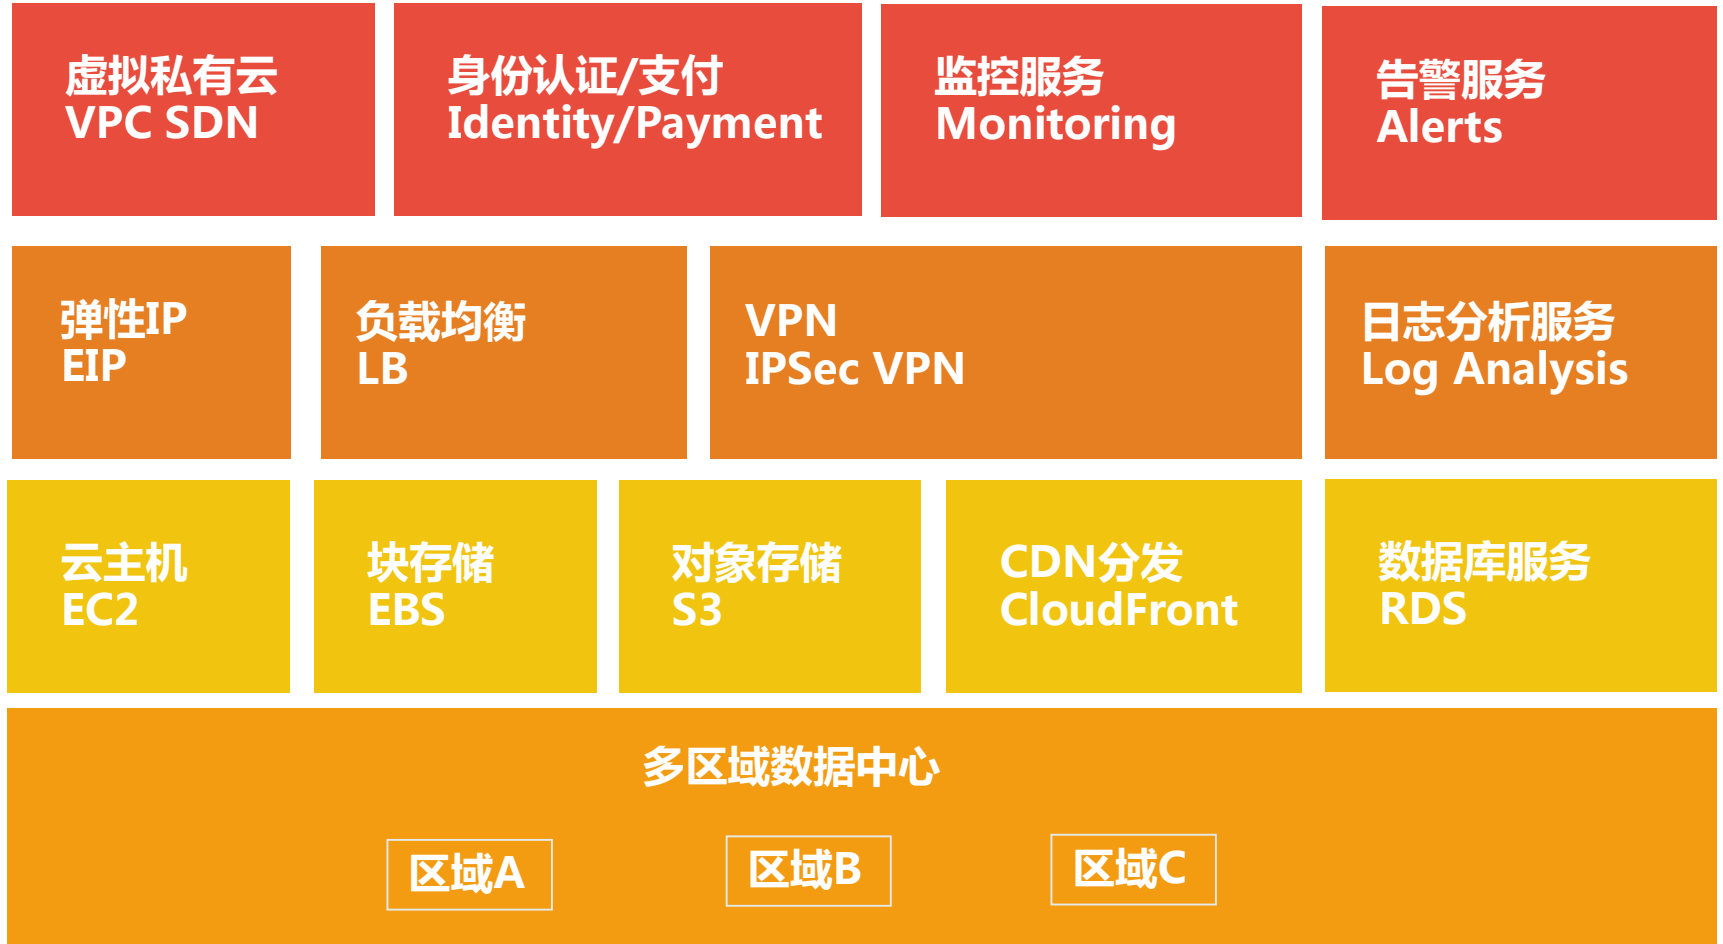 虚拟私有云
VPC SDN
身份认证/支付
Identity/Payment
监控服务
Monitoring
告警服务
Alerts
弹性IP
EIP
负载均衡
LB
VPN
IPSec VPN
日志分析服务
Log Analysis
云主机
EC2
块存储
EBS
对象存储
S3
CDN分发
CloudFront
数据库服务
RDS
多区域数据中心
区域A
区域B
区域C